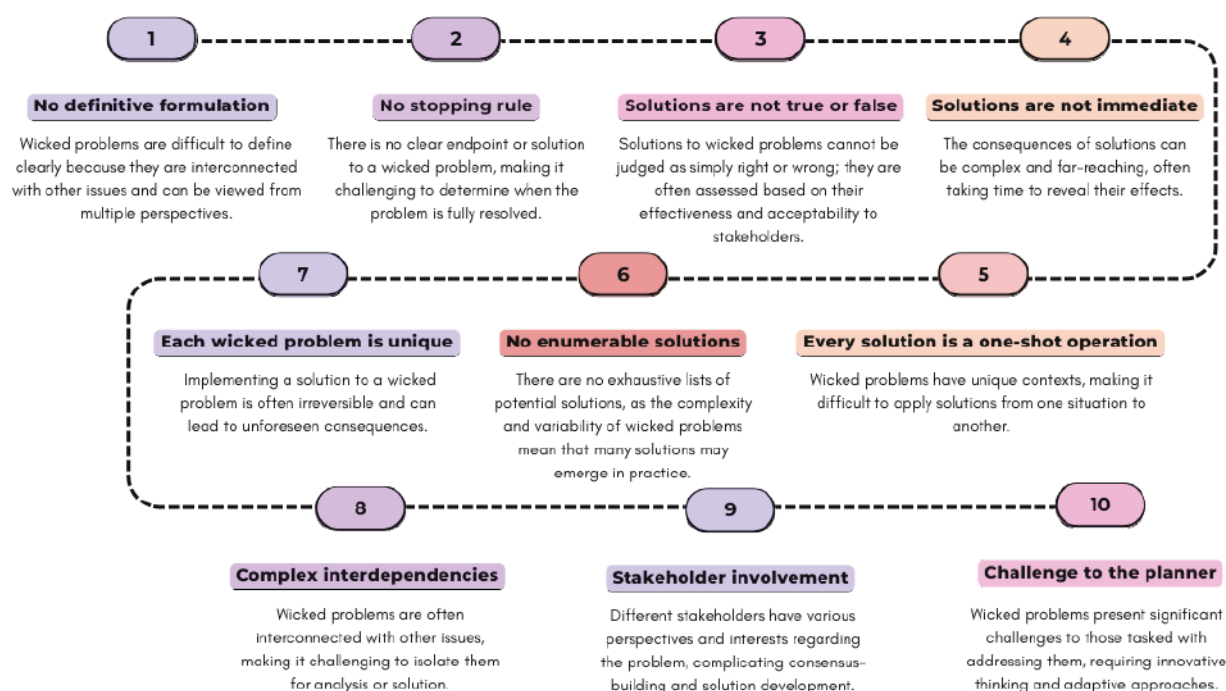 1
2
3
4
No definitive formulation
Wicked problems are difficult to define
clearly because they are interconnected
with other issues and can be viewed from
multiple perspectives.
No stopping rule
There is no clear endpoint or solution
to a wicked problem, making it
challenging to determine when the
problem is fully resolved.
Solutions are not true or false
Solutions to wicked problems cannot be
judged as simply right or wrong; they are
often assessed based on their
effectiveness and acceptability to
stakeholders.
Solutions are not immediate
The consequences of solutions can
be complex and far-reaching, often
taking time to reveal their effects.
7
6
5
Each wicked problem is unique
Implementing a solution to a wicked
problem is often irreversible and can
lead to unforeseen consequences.
No enumerable solutions
There are no exhaustive lists of
potential solutions, as the complexity
and variability of wicked problems
mean that many solutions may
emerge in practice.
Every solution is a one-shot operation
Wicked problems have unique contexts, making it
difficult to apply solutions from one situation to
another.
8
9
10
Complex interdependencies
Wicked problems are often
interconnected with other issues,
making it challenging to isolate them
for analysis or solution.
Stakeholder involvement
Different stakeholders have various
perspectives and interests regarding
the problem, complicating consensus-
building and solution development.
Challenge to the planner
Wicked problems present significant
challenges to those tasked with
addressing them, requiring innovative
thinking and adaptive approaches.